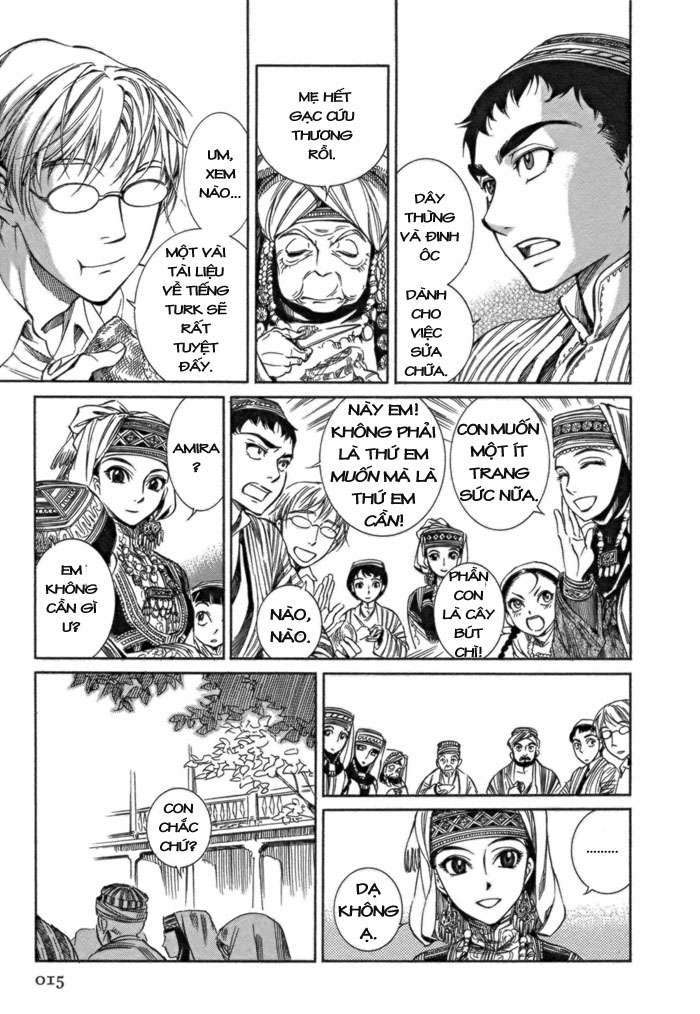 DÂY
THỪNG
VÀ ĐINH
ỐC
DÀNH
CHO
VIỆC
SỬA
CHỮA.
MẸ HẾT
GẠC CỨU
THƯƠNG
RỒI.
ƯM,
XEM
NÀO...
MỘT VÀI
TÀI LIỆU
VỀ TIẾNG
TURK SẼ
RẤT
TUYỆT
ĐẤY.
CON MUỐN
MỘT ÍT
TRANG
SỨC NỮA.
NÀY EM!
KHÔNG PHẢI
LÀ THỨ EM
MUỐN MÀ LÀ
THỨ EM
CẦN!
PHẦN
CON
LÀ CÂY
BÚT
CHÌ!
NÀO,
NÀO.
AMIRA
?
EM
KHÔNG
CẦN GÌ
Ư?
..........
DẠ
KHÔNG
Ạ.
CON
CHẮC
CHỨ?
015